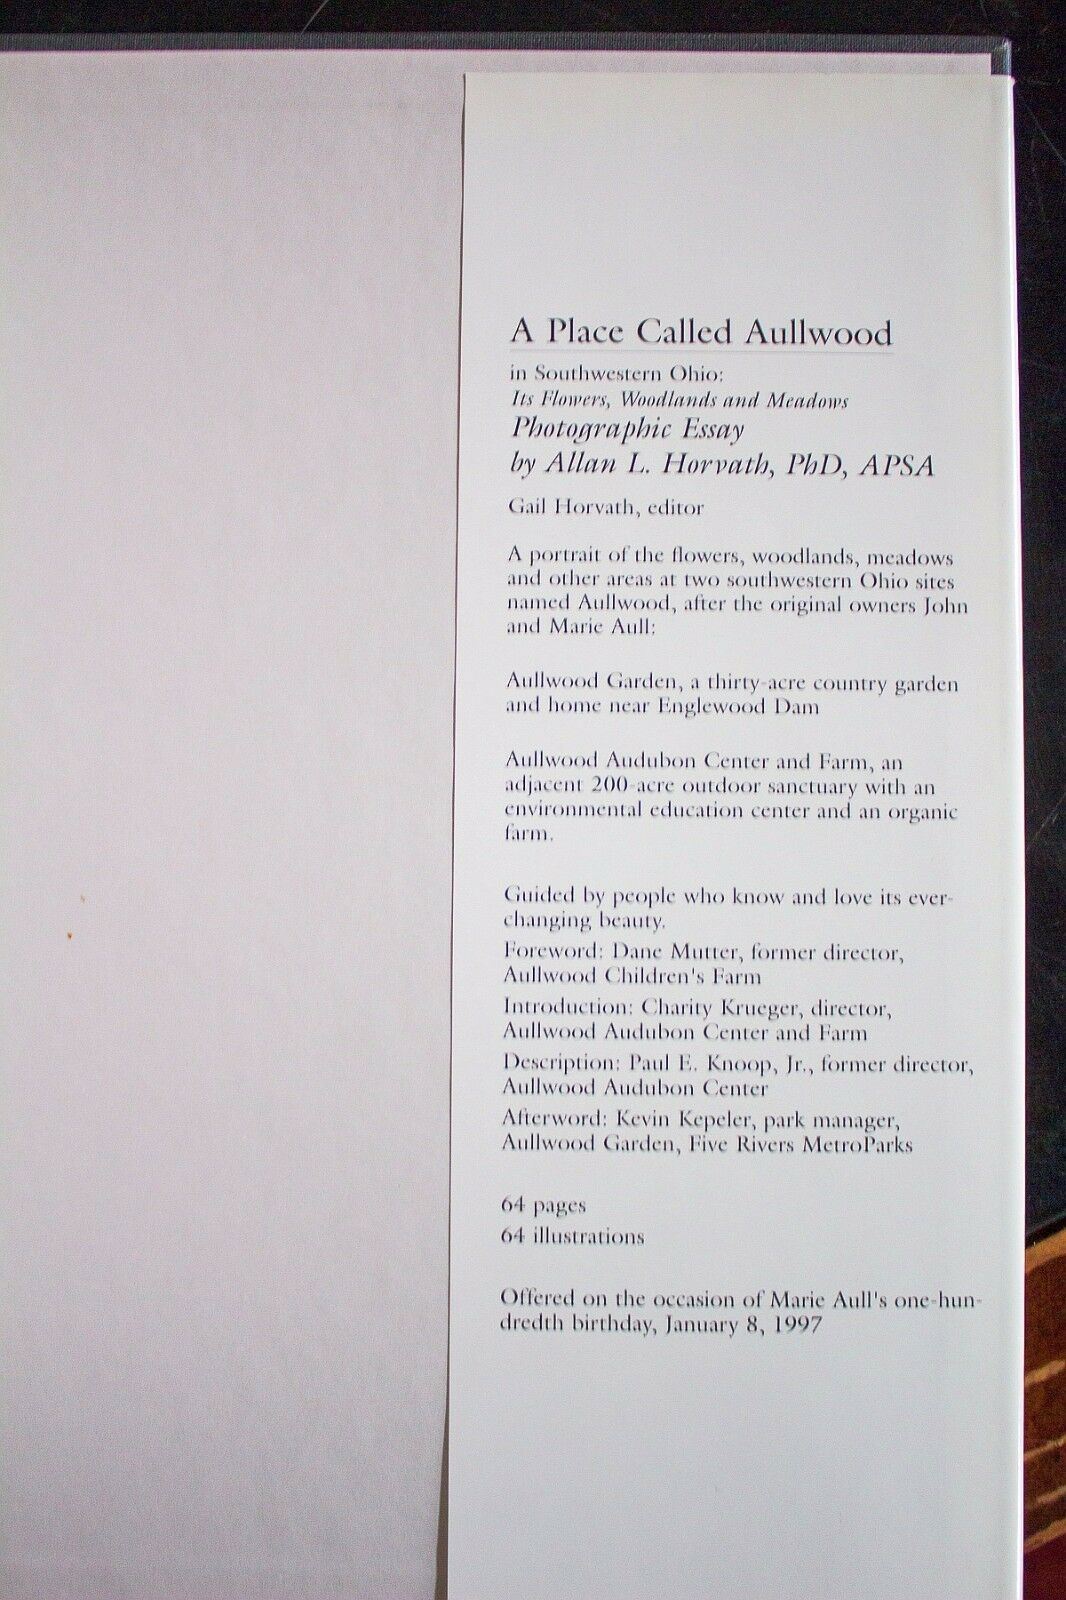 A Place Called Aullwood
in Southwestern Ohio:
Its Flowers, Woodlands and Meadows
Photographic Essay
by Allan L. Horvath, PhD, APSA
Gail Horvath, editor
A portrait of the flowers, woodlands, meadows
and other areas at two southwestern Ohio sites
named Aullwood, after the original owners John
and Marie Aull:
Aullwood Garden, a thirty-acre country garden
and home near Englewood Dam
Aullwood Audubon Center and Farm, an
adjacent 200-acre outdoor sanctuary with an
environmental education center and an organic
farm.
Guided by people who know and love its ever-
changing beauty.
Foreword: Dane Mutter, former director,
Aullwood Children's Farm
Introduction: Charity Krueger, director,
Aullwood Audubon Center and Farm
Description: Paul E. Knoop, Jr., former director,
Aullwood Audubon Center
Afterword: Kevin Kepeler, park manager,
Aullwood Garden, Five Rivers MetroParks
64 pages
64 illustrations
Offered on the occasion of Marie Aull's one-hun-
dredth birthday, January 8, 1997